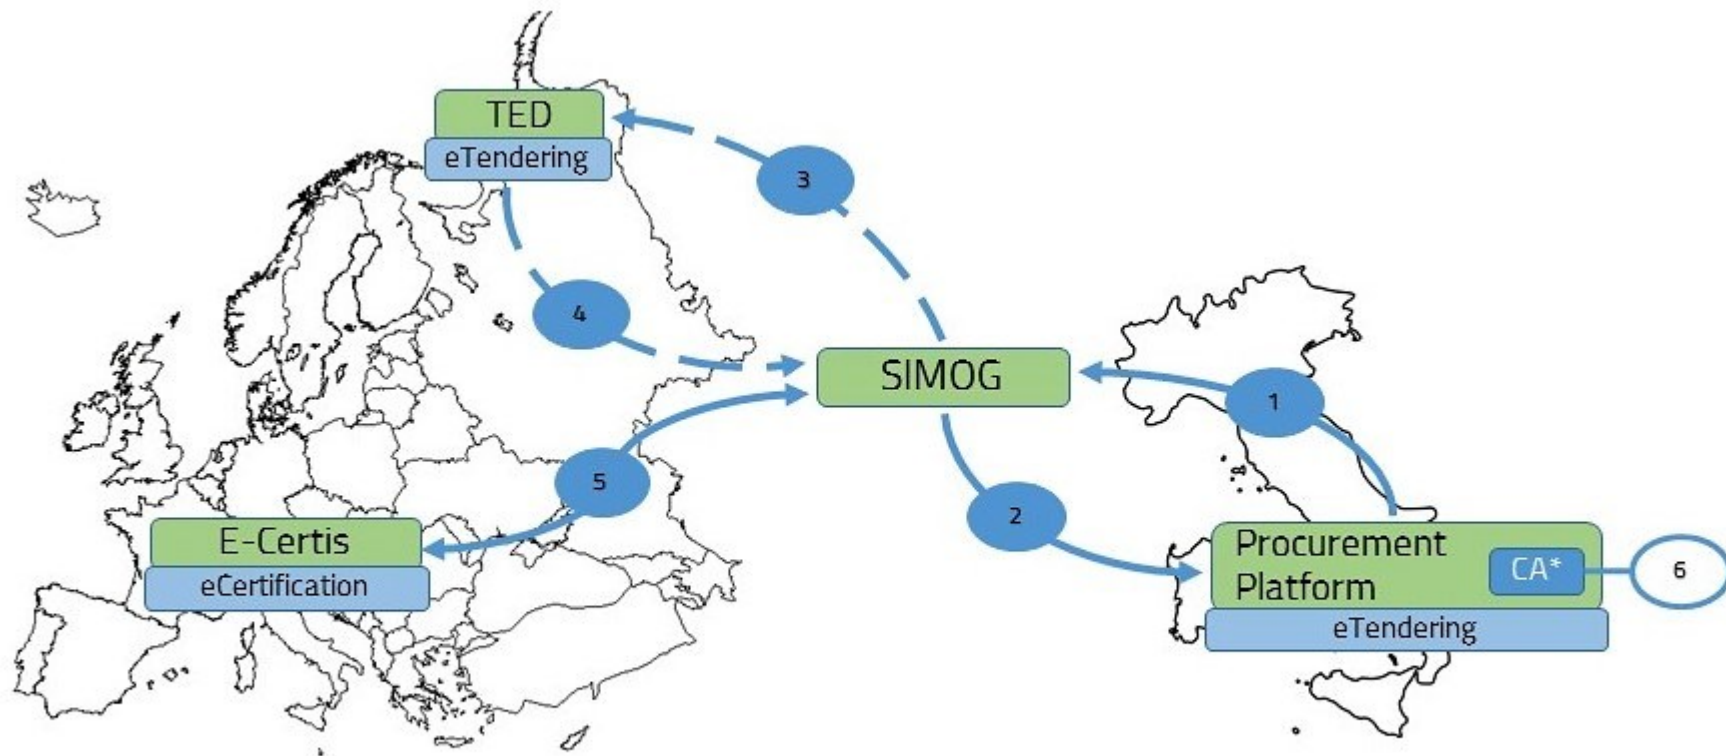 TED
eTendering
3
4
SIMOG
1
5
2
E-Certis
eCertification
Procurement
Platform
CA*
6
eTendering